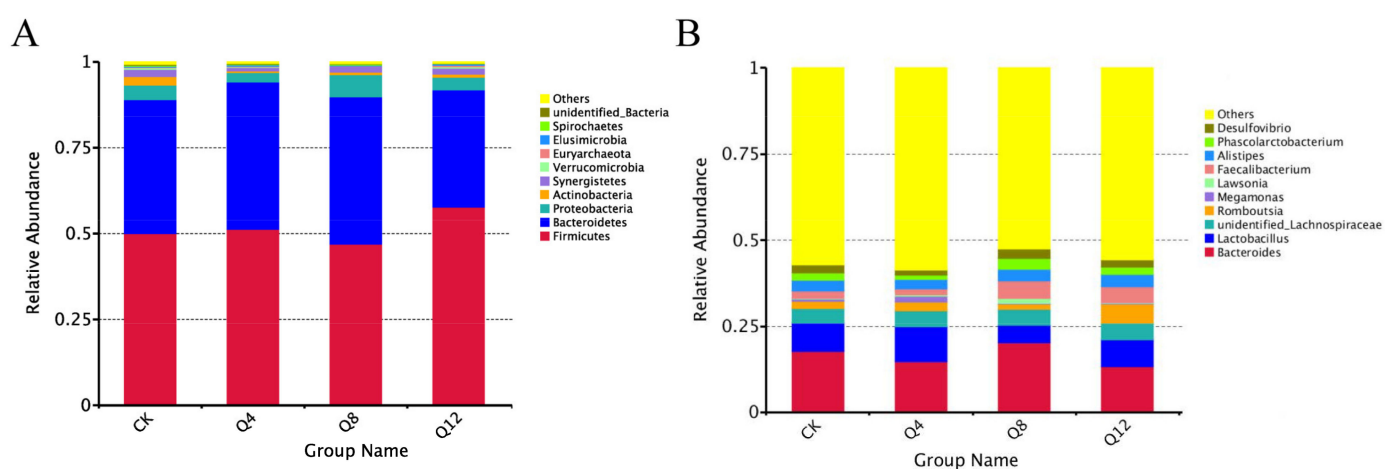 A
Relative Abundance
1
0.75
0.5
0.25
0
CK
Q4
Q8
Q12
Group Name
Others
unidentified_Bacteria
Spirochaetes
Elusimicrobia
Euryarchaeota
Verrucomicrobia
Synergistetes
Actinobacteria
Proteobacteria
Bacteroidetes
Firmicutes
B
Relative Abundance
1
0.75
0.5
0.25
0
CK
Q4
Q8
Q12
Group Name
Others
Desulfovibrio
Phascolarctobacterium
Alistipes
Faecalibacterium
Lawsonia
Megamonas
Romboutsia
unidentified_Lachnospiraceae
Lactobacillus
Bacteroides